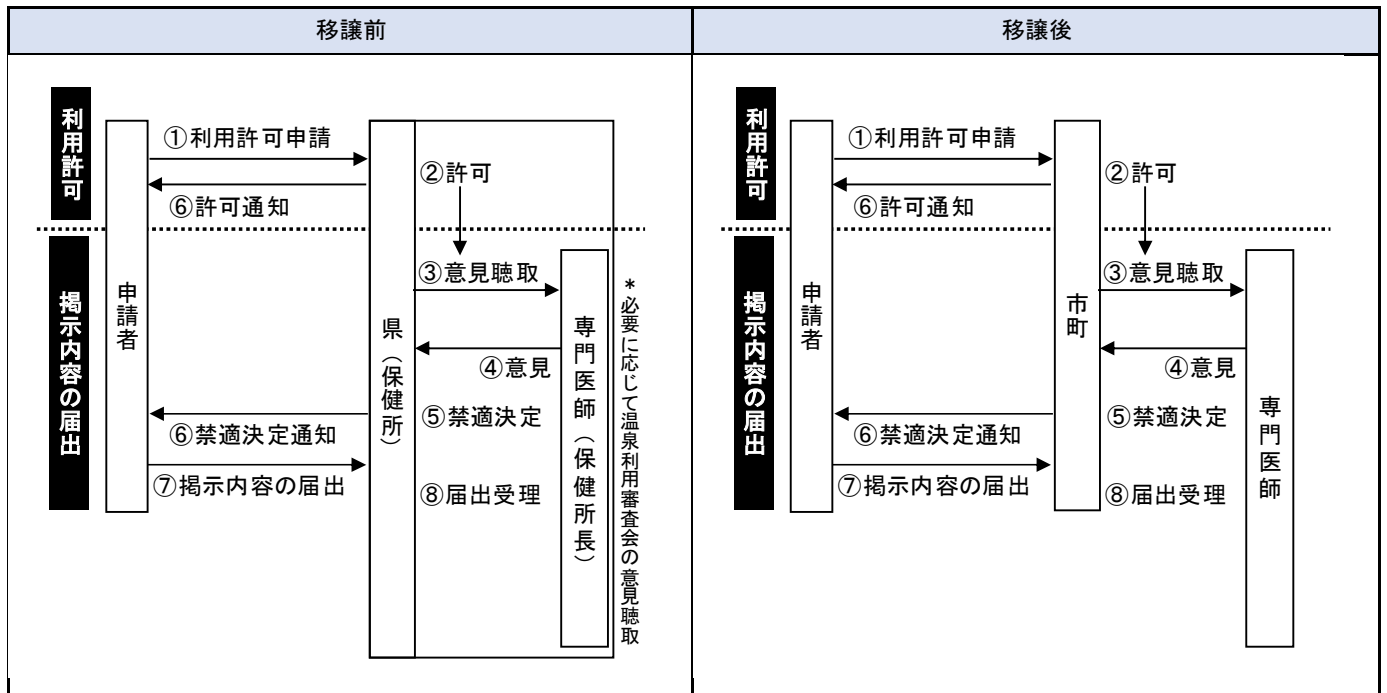 移譲前
利用許可
①利用許可申請
②許可
⑥許可通知
掲示内容の届出
申請者
県（保健所）
③意見聴取
④意見
専門医師（保健所長）
⑤禁適決定
⑥禁適決定通知
⑦掲示内容の届出
⑧届出受理
＊必要に応じて温泉利用審査会の意見聴取
移譲後
利用許可
①利用許可申請
②許可
⑥許可通知
掲示内容の届出
申請者
市町
③意見聴取
④意見
専門医師
⑤禁適決定
⑥禁適決定通知
⑦掲示内容の届出
⑧届出受理